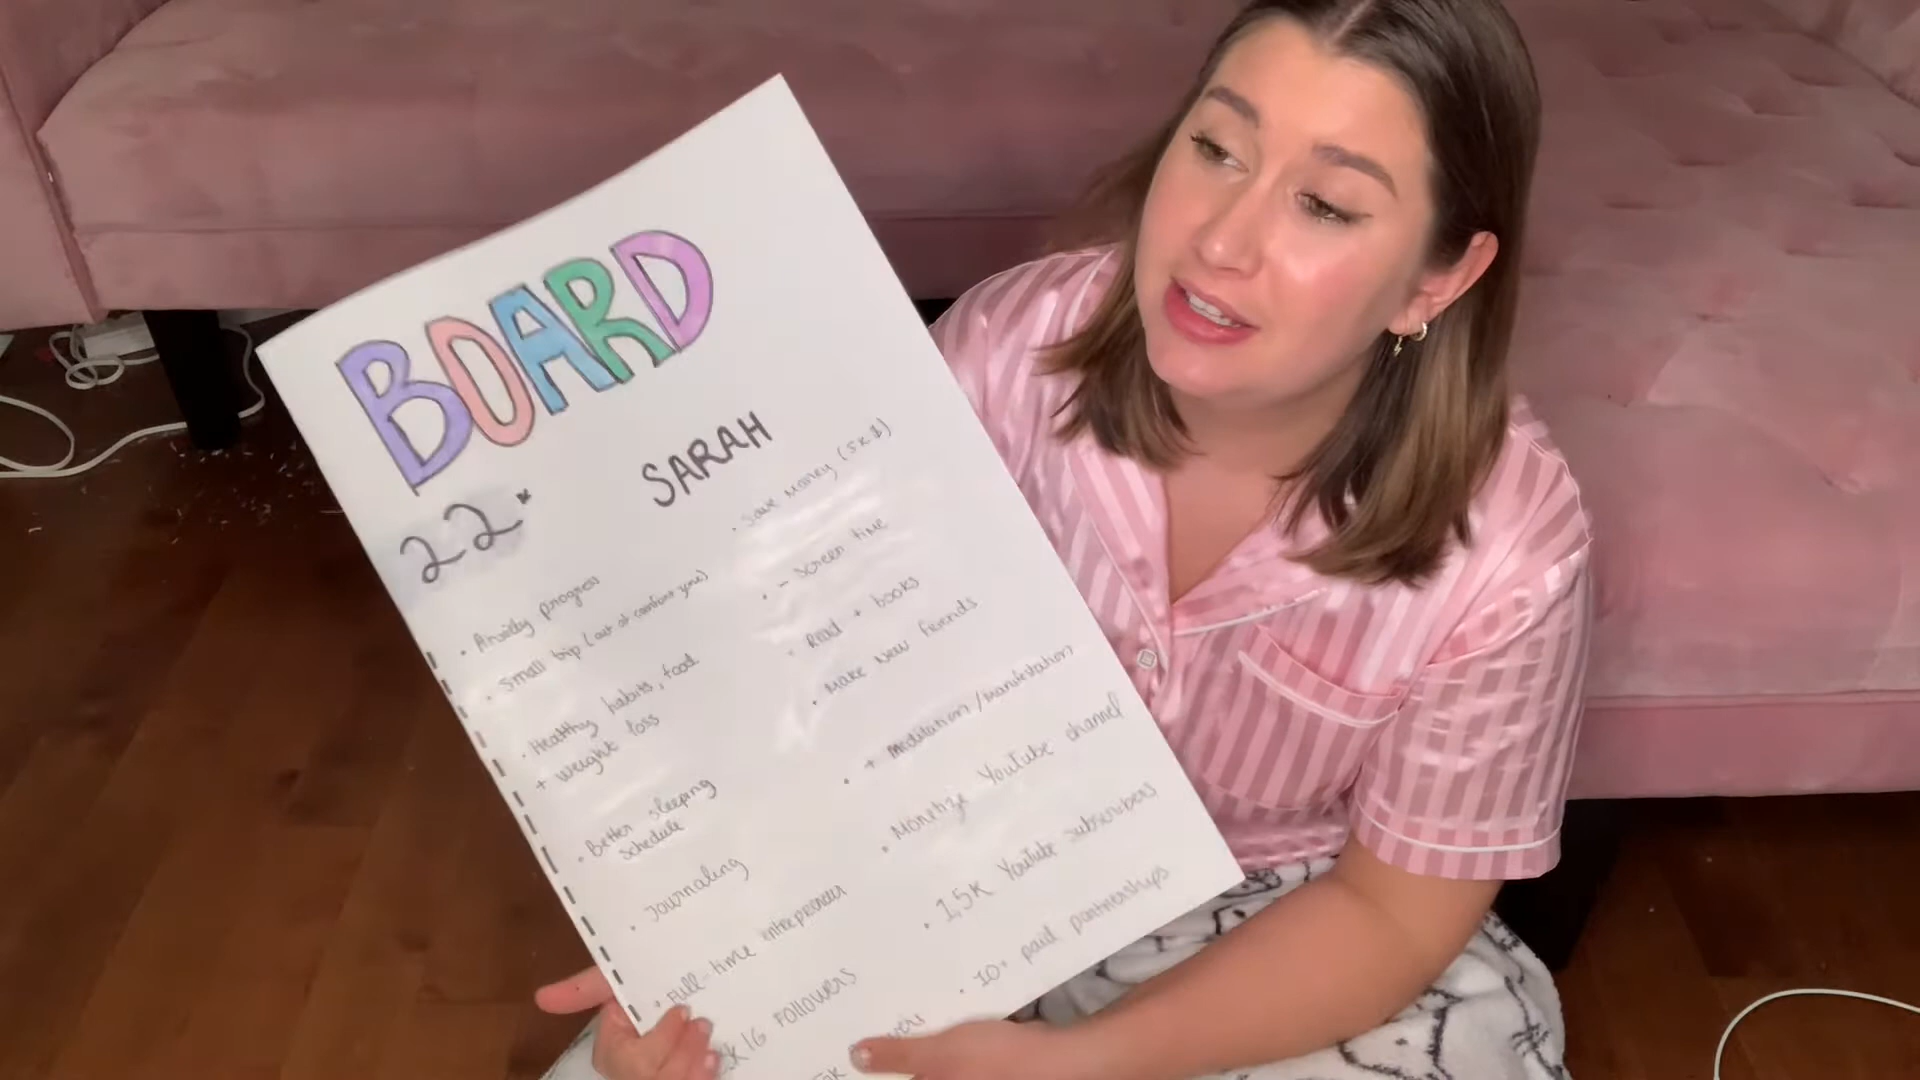 BOARD
22*
SARAH
• Anxiety progress
• Small trip (out of comfort zone)
• Healthy habits, food
+ weight loss
• Better sleeping
schedule
• Journaling
• Full-time entrepreneur
K IG FOLLOWERS
• Save money (5K $)
• - screen time
• Read + books
• Make new friends
• + Meditation/Manifestation
• Monetize YouTube channel
• 1,5K YouTube subscribers
• 10+ paid partnerships